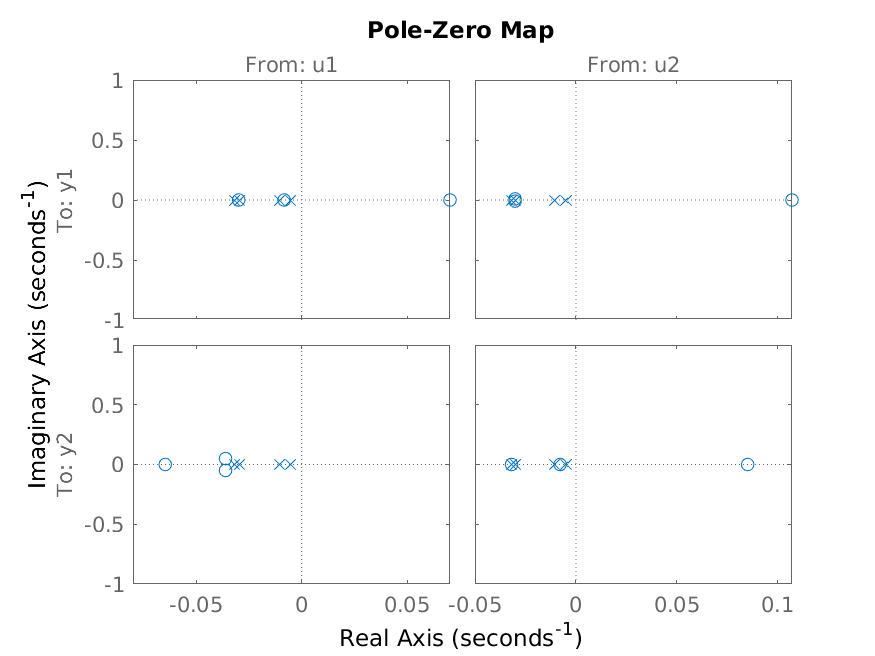 Pole-Zero Map
From: u1
From: u2
1
0.5
0
-0.5
-1
To: y1
1
0.5
0
-0.5
-1
To: y2
Imaginary Axis (seconds⁻¹)
-0.05
0
0.05
-0.05
0
0.05
0.1
Real Axis (seconds⁻¹)